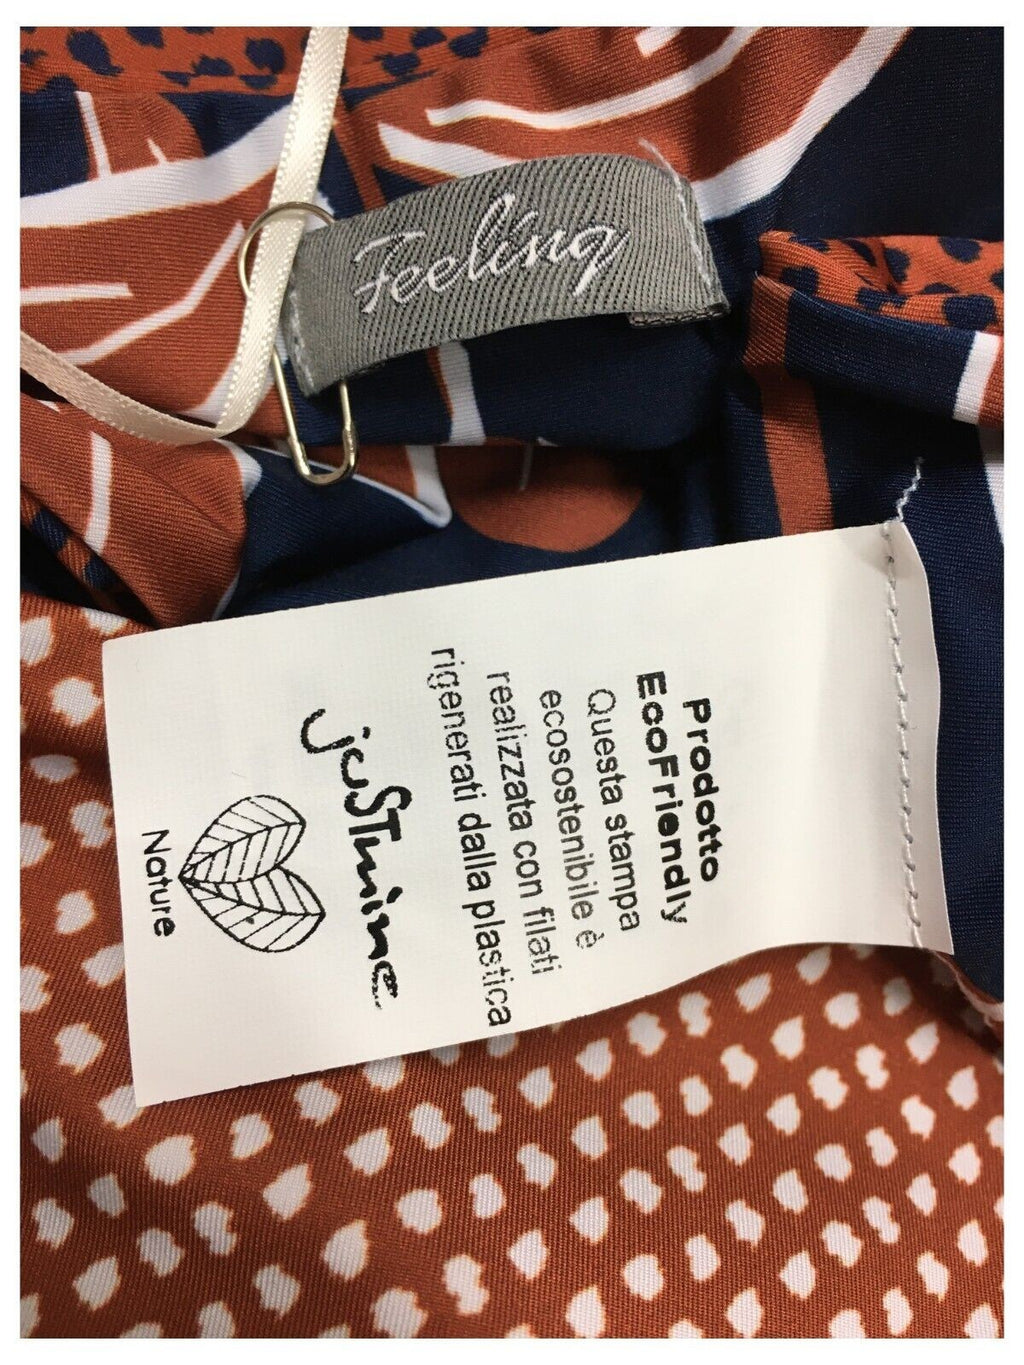 Feeling
Prodotto
EcoFriendly
Questa stampa
ecosostenibile è
realizzata con filati
rigenerati dalla plastica
jusTmine
Nature